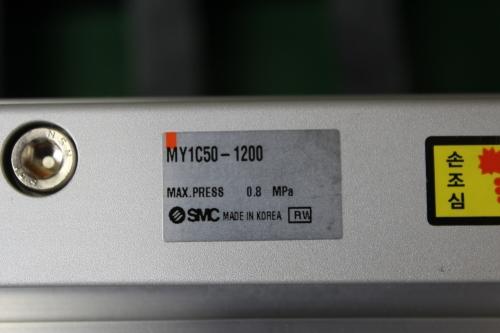 MY1C50-1200
MAX.PRESS 0.8 MPa
SMC MADE IN KOREA RW
손조심